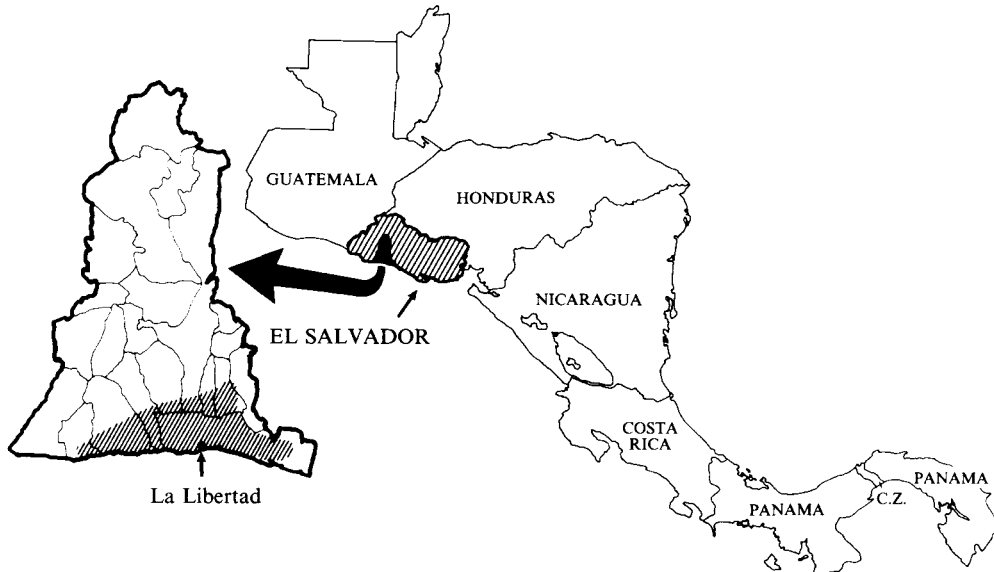 GUATEMALA
HONDURAS
NICARAGUA
EL SALVADOR
COSTA
RICA
La Libertad
PANAMA
C.Z.
PANAMA